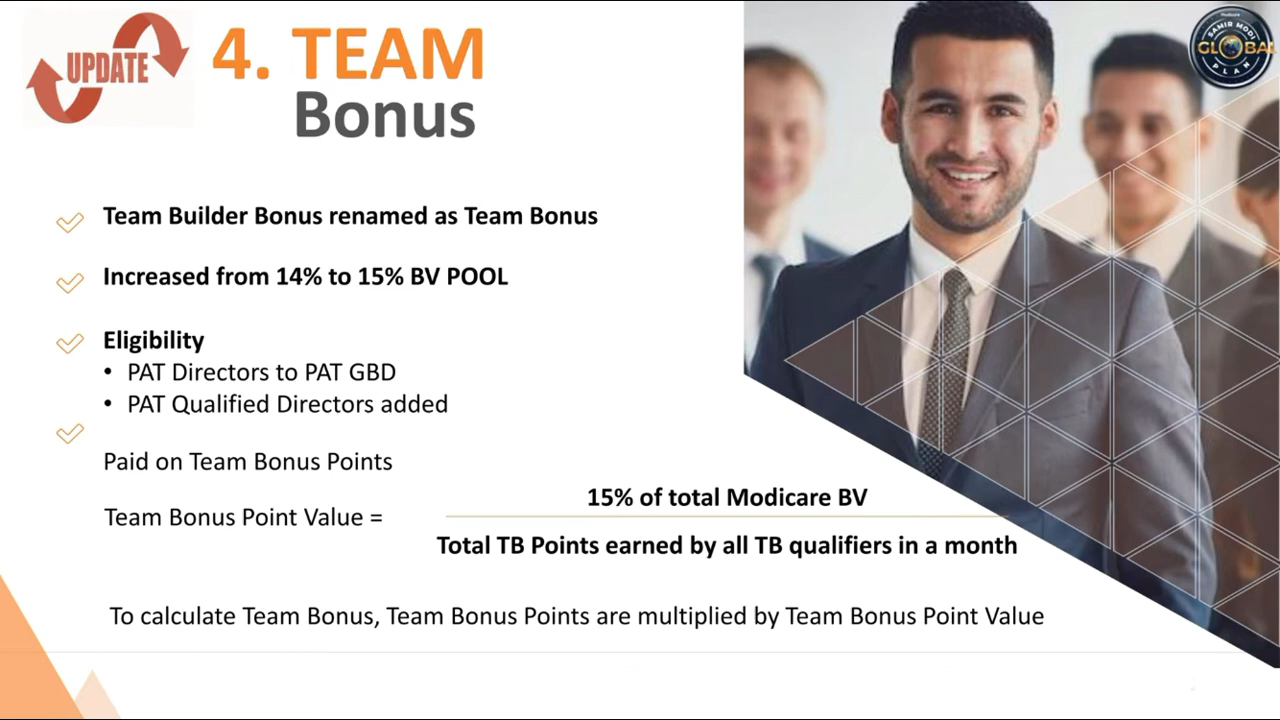 UPDATE
4. TEAM
Bonus
Modicare
SAMIR MODI
GLOBAL
PLAN
Team Builder Bonus renamed as Team Bonus
Increased from 14% to 15% BV POOL
Eligibility
• PAT Directors to PAT GBD
• PAT Qualified Directors added
Paid on Team Bonus Points
15% of total Modicare BV
Team Bonus Point Value =
Total TB Points earned by all TB qualifiers in a month
To calculate Team Bonus, Team Bonus Points are multiplied by Team Bonus Point Value